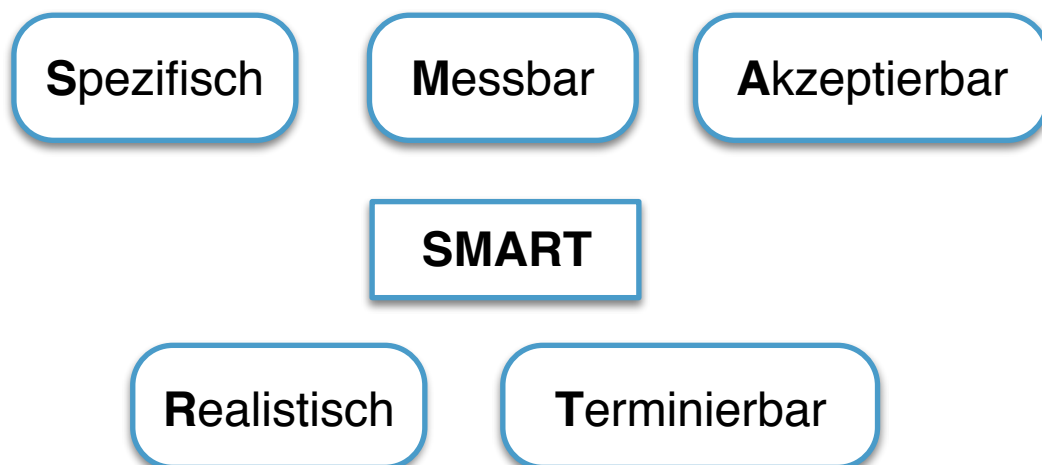 Spezifisch
Messbar
Akzeptierbar
SMART
Realistisch
Terminierbar